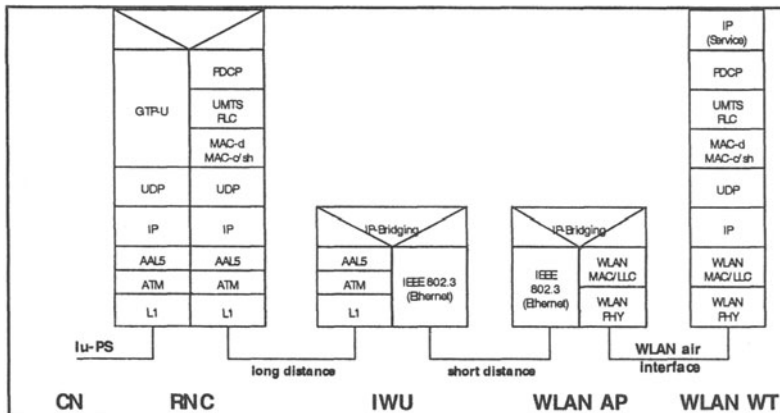 IP
(Service)
PDCP
PDCP
GTP-U
UMTS
RLC
UMTS
RLC
MAC-d
MAC-c/sh
MAC-d
MAC-c/sh
UDP
UDP
UDP
IP
IP
IP-Bridging
IP-Bridging
IP
AAL5
AAL5
AAL5
IEEE 802.3
(Ethernet)
IEEE
802.3
(Ethernet)
WLAN
MAC/LLC
WLAN
MAC/LLC
ATM
ATM
ATM
L1
L1
L1
WLAN
PHY
WLAN
PHY
Iu-PS
long distance
short distance
WLAN air
interface
CN
RNC
IWU
WLAN AP
WLAN WT